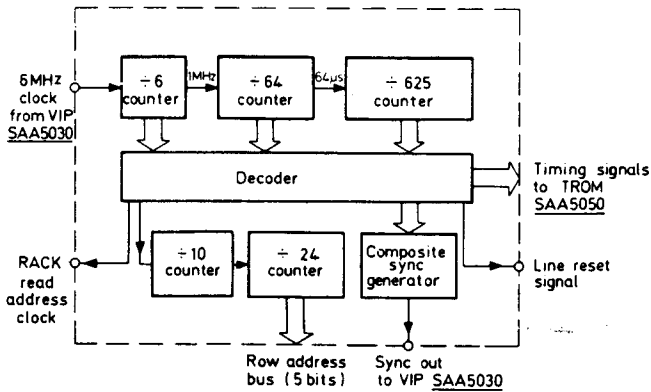 6MHz
clock
from VIP
SAA5030
÷6
counter
1MHz
÷64
counter
64µs
÷625
counter
Decoder
Timing signals
to TROM
SAA5050
RACK
read
address
clock
÷10
counter
÷ 24
counter
Composite
sync
generator
Line reset
signal
Row address
bus (5 bits)
Sync out
to VIP SAA5030